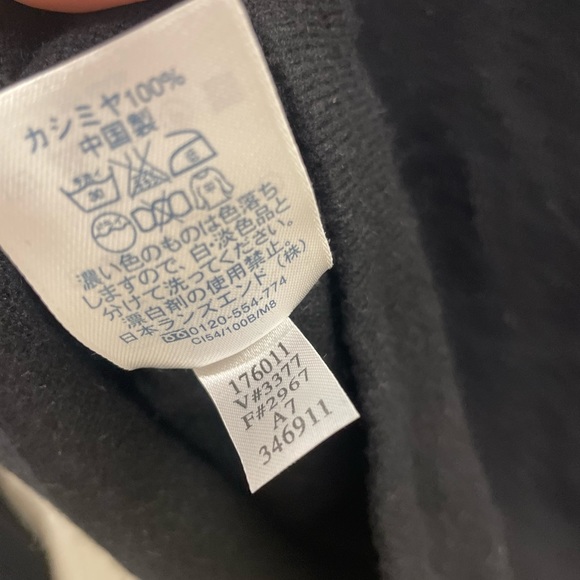 カシミヤ100%
中国製
濃い色のものは色落ち
しますので、白・淡色品と
分けて洗ってください。
漂白剤の使用禁止。
日本ランズエンド（株）
0120-554-774
CI54/100B/M8
176011
V#3377
F#2967
A7
346911